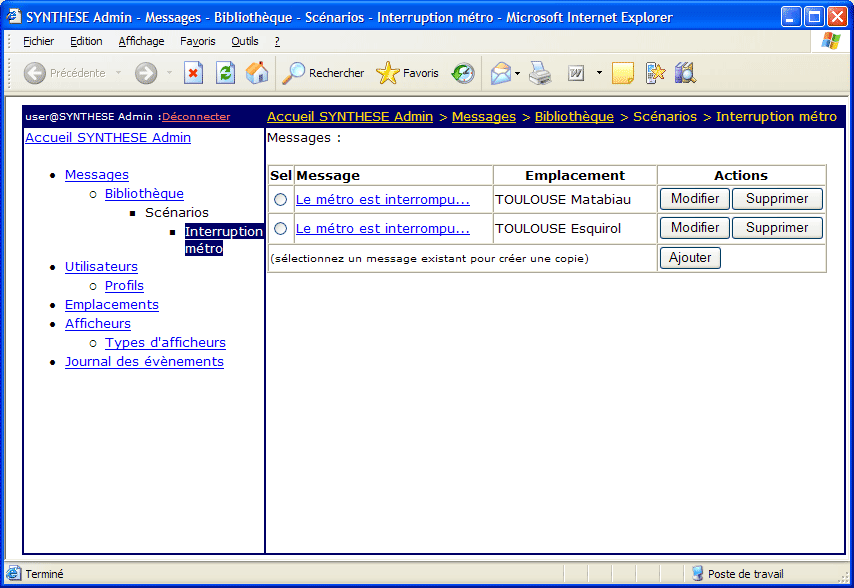 SYNTHESE Admin - Messages - Bibliothèque - Scénarios - Interruption métro - Microsoft Internet Explorer
Fichier Edition Affichage Favoris Outils ?
Précédente Rechercher Favoris W
user@SYNTHESE Admin :Déconnecter
Accueil SYNTHESE Admin > Messages > Bibliothèque > Scénarios > Interruption métro
Accueil SYNTHESE Admin
Messages
Bibliothèque
Scénarios
Interruption
métro
Utilisateurs
Profils
Emplacements
Afficheurs
Types d'afficheurs
Journal des évènements
Messages :
Sel Message Emplacement Actions
Le métro est interrompu... TOULOUSE Matabiau Modifier Supprimer
Le métro est interrompu... TOULOUSE Esquirol Modifier Supprimer
(sélectionnez un message existant pour créer une copie) Ajouter
Terminé Poste de travail